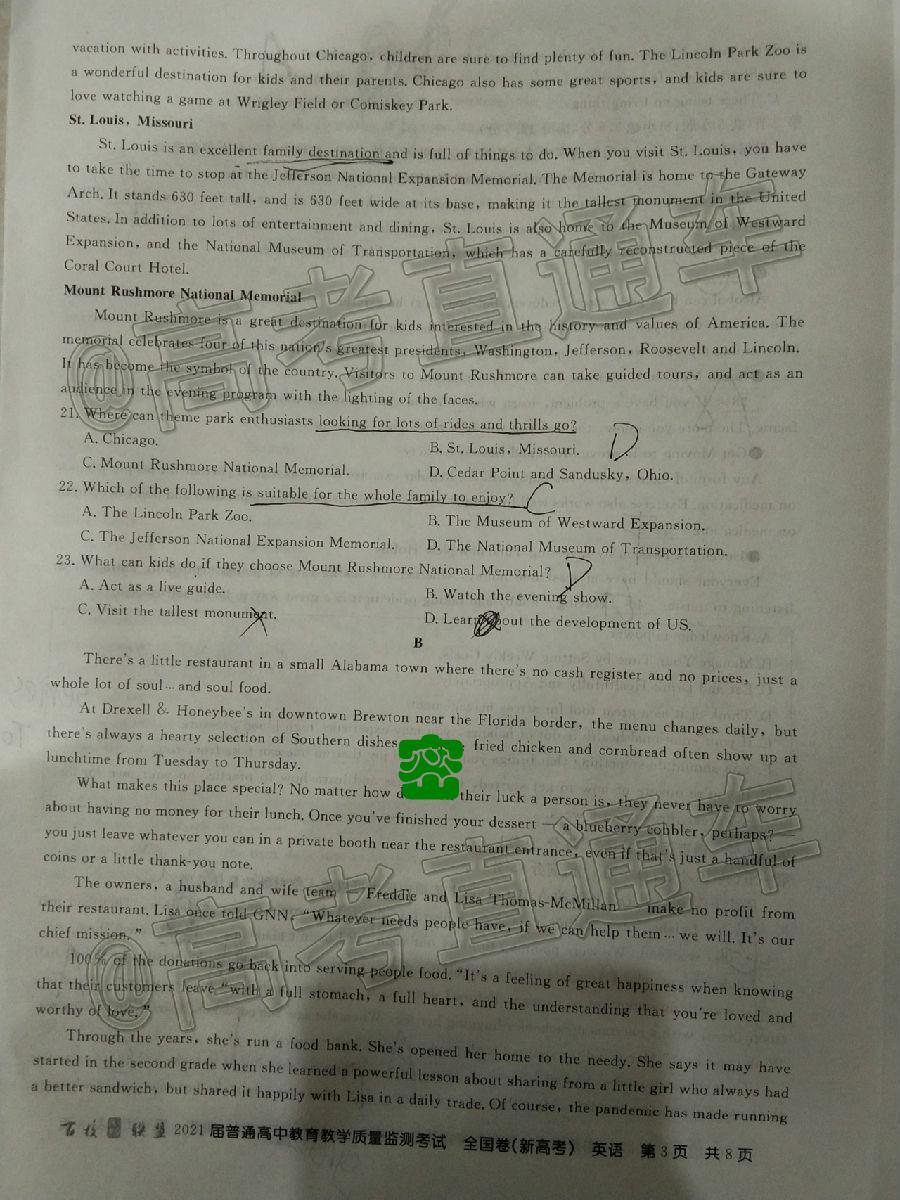 vacation with activities. Throughout Chicago, children are sure to find plenty of fun. The Lincoln Park Zoo is
a wonderful destination for kids and their parents. Chicago also has some great sports, and kids are sure to
love watching a game at Wrigley Field or Comiskey Park.
St. Louis, Missouri
St. Louis is an excellent family destination and is full of things to do. When you visit St. Louis, you have
to take the time to stop at the Jefferson National Expansion Memorial. The Memorial is home to the Gateway
Arch. It stands 630 feet tall, and is 630 feet wide at its base, making it the tallest monument in the United
States. In addition to lots of entertainment and dining, St. Louis is also home to the Museum of Westward
Expansion, and the National Museum of Transportation, which has a carefully reconstructed piece of the
Coral Court Hotel.
Mount Rushmore National Memorial
Mount Rushmore is a great destination for kids interested in the history and values of America. The
memorial celebrates four of this nation's greatest presidents, Washington, Jefferson, Roosevelt and Lincoln.
It has become the symbol of the country. Visitors to Mount Rushmore can take guided tours, and act as an
audience in the evening program with the lighting of the faces.
21. Where can theme park enthusiasts looking for lots of rides and thrills go? D
A. Chicago. B. St. Louis, Missouri.
C. Mount Rushmore National Memorial. D. Cedar Point and Sandusky, Ohio.
22. Which of the following is suitable for the whole family to enjoy? C
A. The Lincoln Park Zoo. B. The Museum of Westward Expansion.
C. The Jefferson National Expansion Memorial. D. The National Museum of Transportation.
23. What can kids do if they choose Mount Rushmore National Memorial? D
A. Act as a live guide. B. Watch the evening show.
C. Visit the tallest monument. D. Learn about the development of US.
B
There's a little restaurant in a small Alabama town where there's no cash register and no prices, just a
whole lot of soul…and soul food.
At Drexell & Honeybee's in downtown Brewton near the Florida border, the menu changes daily, but
there's always a hearty selection of Southern dishes fried chicken and cornbread often show up at
lunchtime from Tuesday to Thursday.
What makes this place special? No matter how their luck a person is, they never have to worry
about having no money for their lunch. Once you've finished your dessert — a blueberry cobbler, perhaps? —
you just leave whatever you can in a private booth near the restaurant entrance, even if that's just a handful of
coins or a little thank-you note.
The owners, a husband and wife team — Freddie and Lisa Thomas-McMillan — make no profit from
their restaurant. Lisa once told GNN, "Whatever needs people have, if we can help them…we will. It's our
chief mission."
100% of the donations go back into serving people food. "It's a feeling of great happiness when knowing
that their customers leave "with a full stomach, a full heart, and the understanding that you're loved and
worthy of love."
Through the years, she's run a food bank. She's opened her home to the needy. She says it may have
started in the second grade when she learned a powerful lesson about sharing from a little girl who always had
a better sandwich, but shared it happily with Lisa in a daily trade. Of course, the pandemic has made running
百校联盟 2021届普通高中教育教学质量监测考试 全国卷(新高考) 英语 第3页 共8页
@高考直通车
@高考直通车